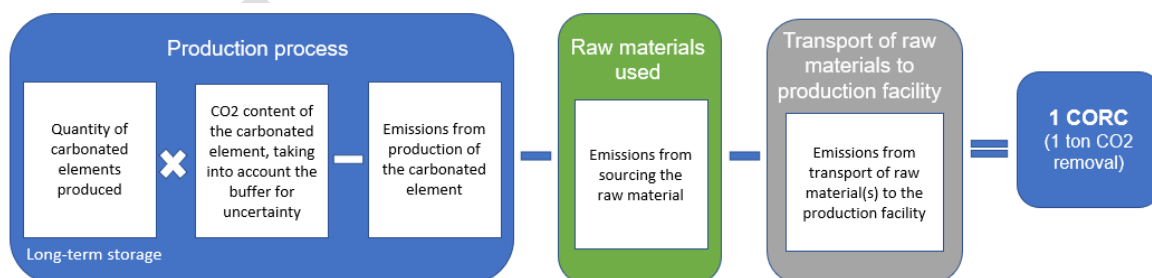 Production process
Quantity of
carbonated
elements
produced
CO2 content of
the carbonated
element, taking
into account the
buffer for
uncertainty
Emissions from
production of
the carbonated
element
Long-term storage
Raw materials
used
Emissions from
sourcing the
raw material
Transport of raw
materials to
production facility
Emissions from
transport of raw
material(s) to the
production facility
1 CORC
(1 ton CO2
removal)